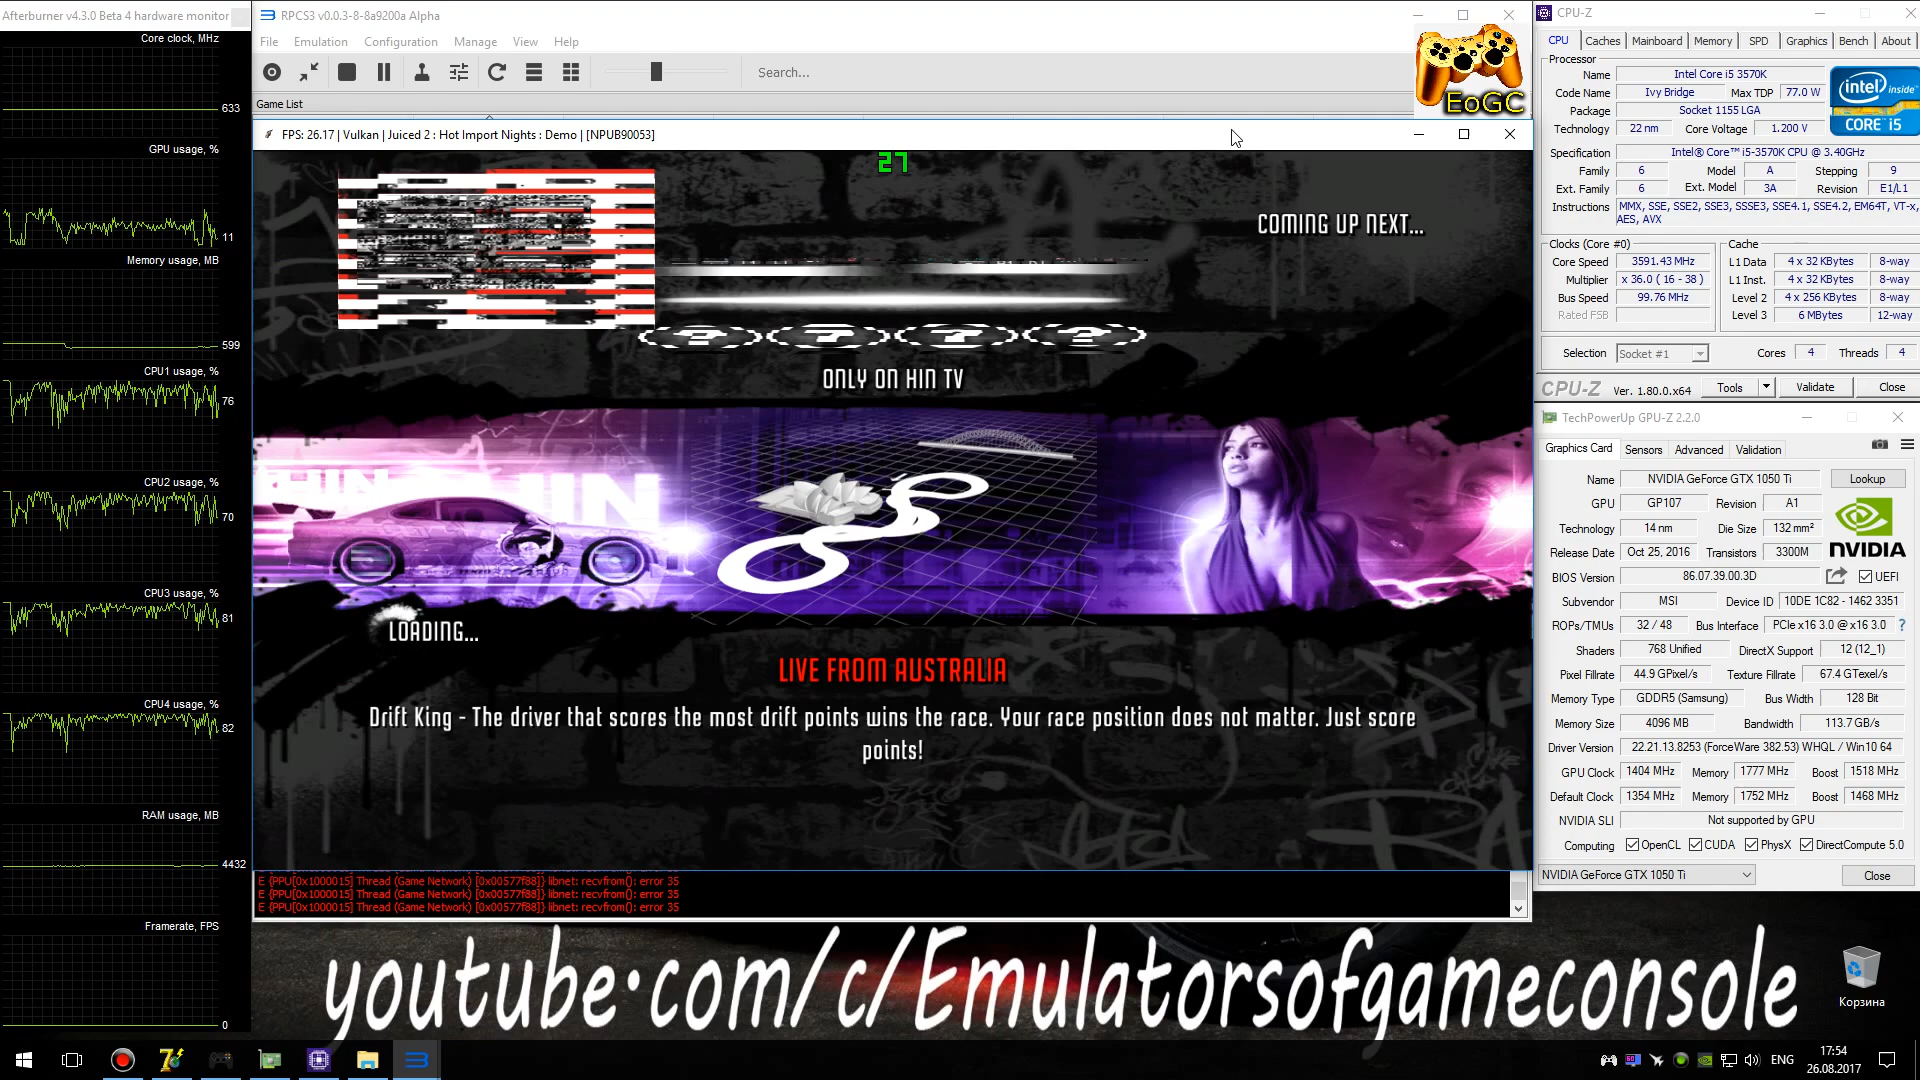 Afterburner v4.3.0 Beta 4 hardware monitor
Core clock, MHz
633
GPU usage, %
11
Memory usage, MB
599
CPU1 usage, %
76
CPU2 usage, %
70
CPU3 usage, %
81
CPU4 usage, %
82
RAM usage, MB
4432
Framerate, FPS
0
RPCS3 v0.0.3-8-8a9200a Alpha
File Emulation Configuration Manage View Help
Search...
EoGC
Game List
FPS: 26.17 | Vulkan | Juiced 2 : Hot Import Nights : Demo | [NPUB90053]
27
COMING UP NEXT...
? ? ? ?
ONLY ON HIN TV
HIN
LOADING...
LIVE FROM AUSTRALIA
Drift King - The driver that scores the most drift points wins the race. Your race position does not matter. Just score
points!
E {PPU[0x1000015] Thread (Game Network) [0x00577f88]} libnet: recvfrom(): error 35
E {PPU[0x1000015] Thread (Game Network) [0x00577f88]} libnet: recvfrom(): error 35
E {PPU[0x1000015] Thread (Game Network) [0x00577f88]} libnet: recvfrom(): error 35
youtube.com/c/Emulatorsofgameconsole
CPU-Z
CPU Caches Mainboard Memory SPD Graphics Bench About
Processor
Name Intel Core i5 3570K
Code Name Ivy Bridge Max TDP 77.0 W
Package Socket 1155 LGA
Technology 22 nm Core Voltage 1.200 V
intel inside
CORE i5
Specification Intel® Core™ i5-3570K CPU @ 3.40GHz
Family 6 Model A Stepping 9
Ext. Family 6 Ext. Model 3A Revision E1/L1
Instructions MMX, SSE, SSE2, SSE3, SSSE3, SSE4.1, SSE4.2, EM64T, VT-x,
AES, AVX
Clocks (Core #0) Cache
Core Speed 3591.43 MHz L1 Data 4 x 32 KBytes 8-way
Multiplier x 36.0 ( 16 - 38 ) L1 Inst. 4 x 32 KBytes 8-way
Bus Speed 99.76 MHz Level 2 4 x 256 KBytes 8-way
Rated FSB Level 3 6 MBytes 12-way
Selection Socket #1 Cores 4 Threads 4
CPU-Z Ver. 1.80.0.x64 Tools Validate Close
TechPowerUp GPU-Z 2.2.0
Graphics Card Sensors Advanced Validation
Name NVIDIA GeForce GTX 1050 Ti Lookup
GPU GP107 Revision A1
Technology 14 nm Die Size 132 mm²
Release Date Oct 25, 2016 Transistors 3300M
NVIDIA
BIOS Version 86.07.39.00.3D UEFI
Subvendor MSI Device ID 10DE 1C82 - 1462 3351
ROPs/TMUs 32 / 48 Bus Interface PCIe x16 3.0 @ x16 3.0 ?
Shaders 768 Unified DirectX Support 12 (12_1)
Pixel Fillrate 44.9 GPixel/s Texture Fillrate 67.4 GTexel/s
Memory Type GDDR5 (Samsung) Bus Width 128 Bit
Memory Size 4096 MB Bandwidth 113.7 GB/s
Driver Version 22.21.13.8253 (ForceWare 382.53) WHQL / Win10 64
GPU Clock 1404 MHz Memory 1777 MHz Boost 1518 MHz
Default Clock 1354 MHz Memory 1752 MHz Boost 1468 MHz
NVIDIA SLI Not supported by GPU
Computing OpenCL CUDA PhysX DirectCompute 5.0
NVIDIA GeForce GTX 1050 Ti Close
Корзина
ENG
17:54
26.08.2017